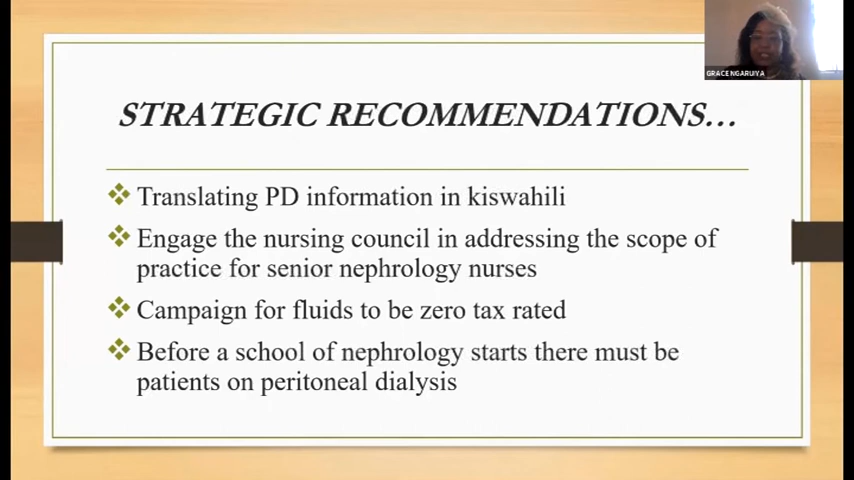 GRACE NGARUIYA
STRATEGIC RECOMMENDATIONS...
Translating PD information in kiswahili
Engage the nursing council in addressing the scope of
practice for senior nephrology nurses
Campaign for fluids to be zero tax rated
Before a school of nephrology starts there must be
patients on peritoneal dialysis